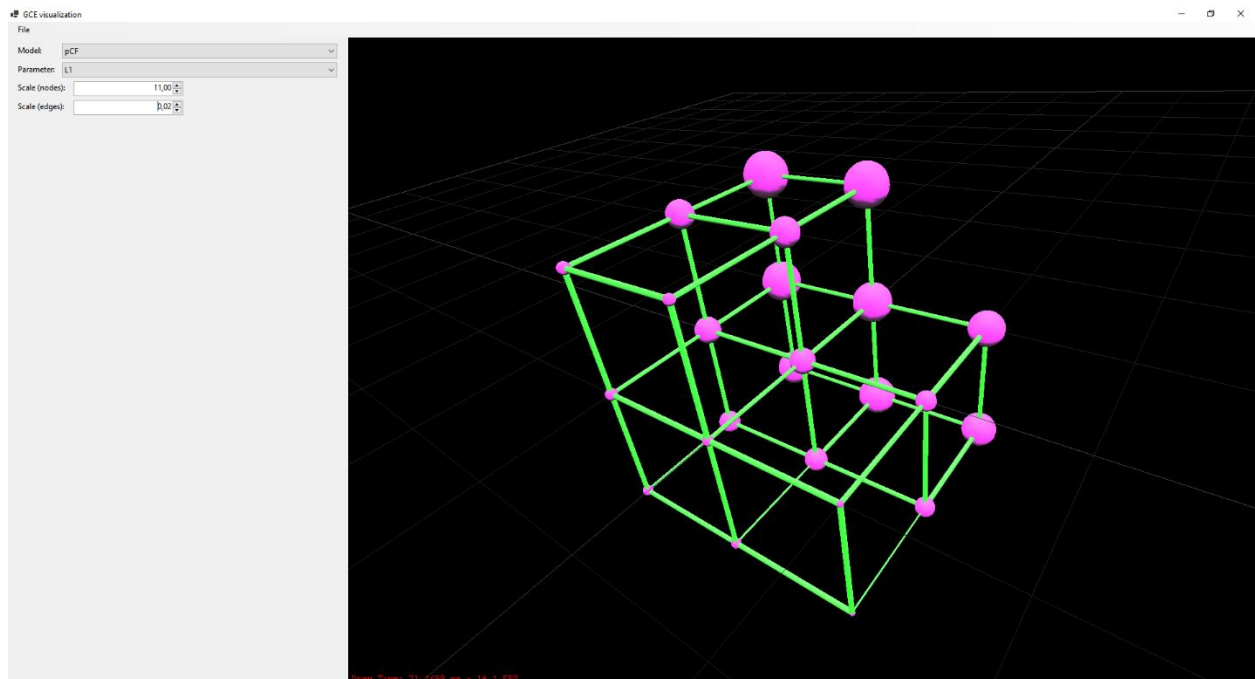 GCE visualization
File
Model: pCF
Parameter: L1
Scale (nodes): 11,00
Scale (edges): 0,02